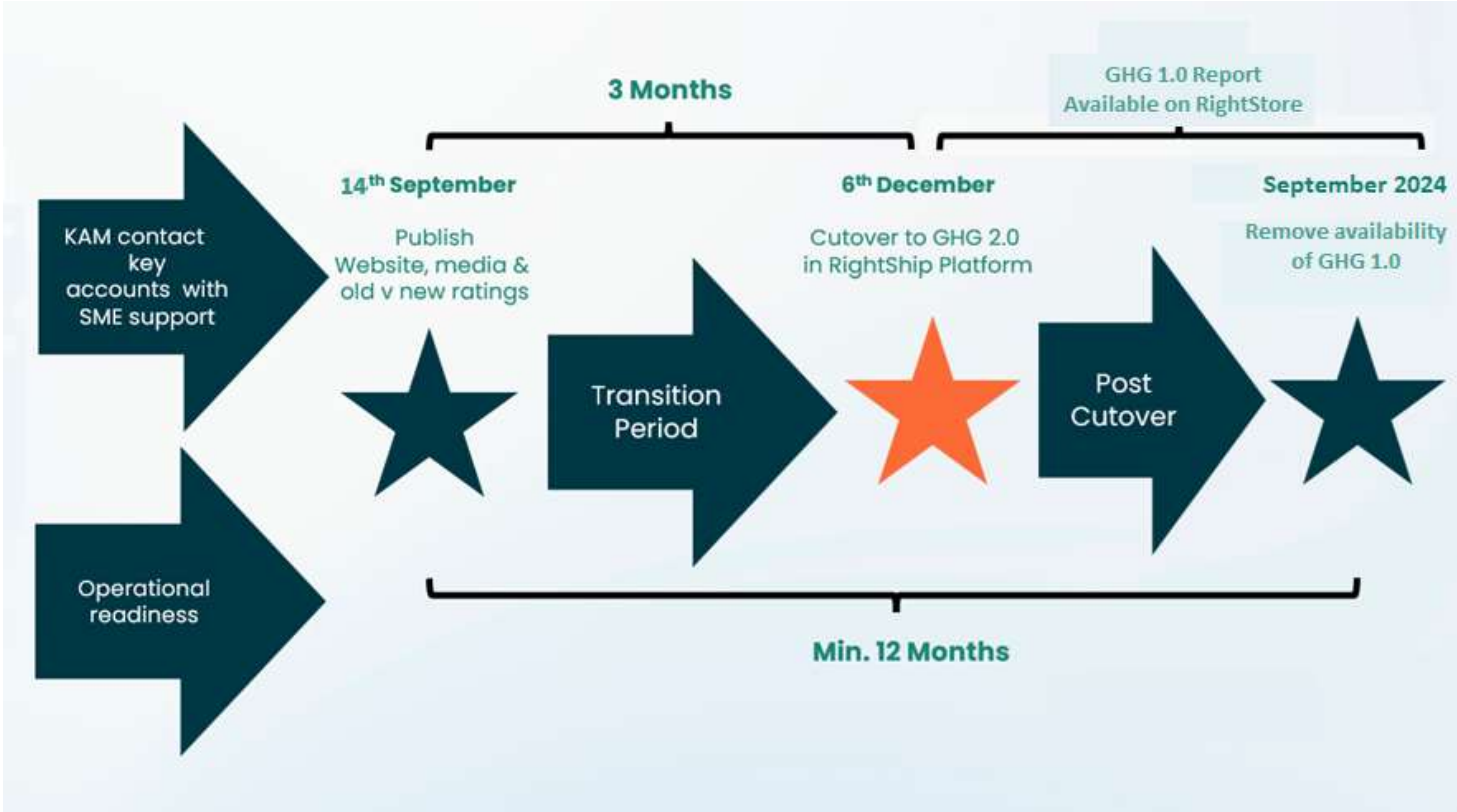 3 Months
GHG 1.0 Report
Available on RightStore
14th September
6th December
September 2024
KAM contact
key
accounts with
SME support
Publish
Website, media &
old v new ratings
Cutover to GHG 2.0
in RightShip Platform
Remove availability
of GHG 1.0
Transition
Period
Post
Cutover
Operational
readiness
Min. 12 Months